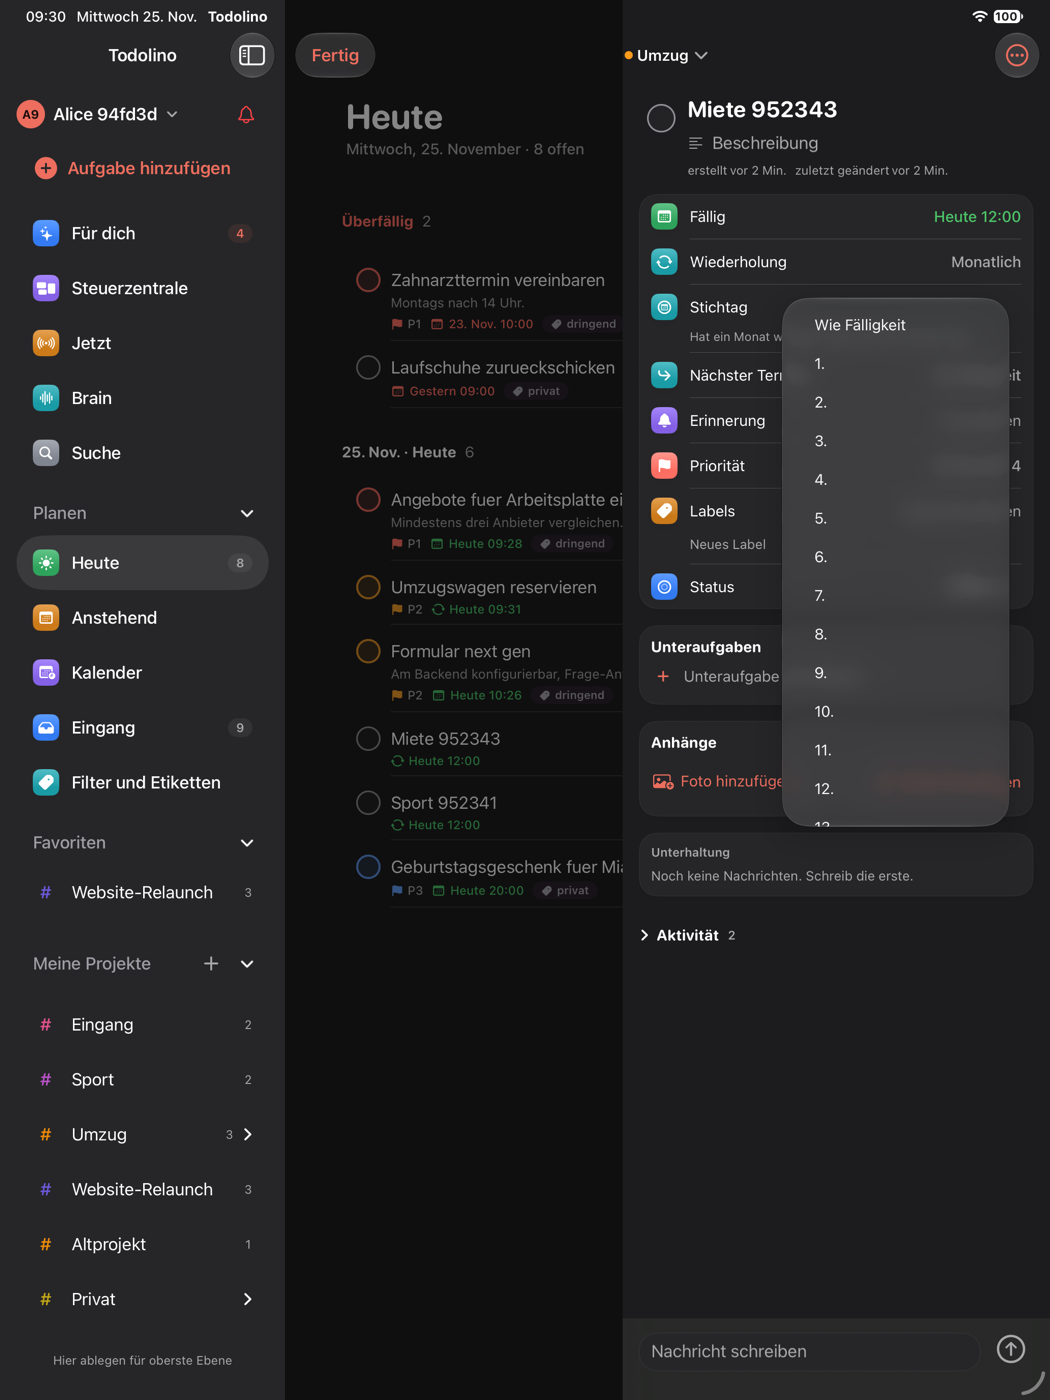 09:30 Mittwoch 25. Nov. Todolino
100
Todolino
A9 Alice 94fd3d
Aufgabe hinzufügen
Für dich 4
Steuerzentrale
Jetzt
Brain
Suche
Planen
Heute 8
Anstehend
Kalender
Eingang 9
Filter und Etiketten
Favoriten
# Website-Relaunch 3
Meine Projekte
# Eingang 2
# Sport 2
# Umzug 3
# Website-Relaunch 3
# Altprojekt 1
# Privat
Hier ablegen für oberste Ebene
Fertig
Heute
Mittwoch, 25. November · 8 offen
Überfällig 2
Zahnarzttermin vereinbaren
Montags nach 14 Uhr.
P1 23. Nov. 10:00 dringend
Laufschuhe zurueckschicken
Gestern 09:00 privat
25. Nov. · Heute 6
Angebote fuer Arbeitsplatte ei
Mindestens drei Anbieter vergleichen.
P1 Heute 09:28 dringend
Umzugswagen reservieren
P2 Heute 09:31
Formular next gen
Am Backend konfigurierbar, Frage-An
P2 Heute 10:26 dringend
Miete 952343
Heute 12:00
Sport 952341
Heute 12:00
Geburtstagsgeschenk fuer Mia
P3 Heute 20:00 privat
Umzug
Miete 952343
Beschreibung
erstellt vor 2 Min. zuletzt geändert vor 2 Min.
Fällig Heute 12:00
Wiederholung Monatlich
Stichtag
Hat ein Monat w
Nächster Ter
eit
Erinnerung
en
Priorität 4
Labels
en
Neues Label
Status
Wie Fälligkeit
1.
2.
3.
4.
5.
6.
7.
8.
9.
10.
11.
12.
13
Unteraufgaben
Unteraufgabe
Anhänge
Foto hinzufüge
en
Unterhaltung
Noch keine Nachrichten. Schreib die erste.
Aktivität 2
Nachricht schreiben